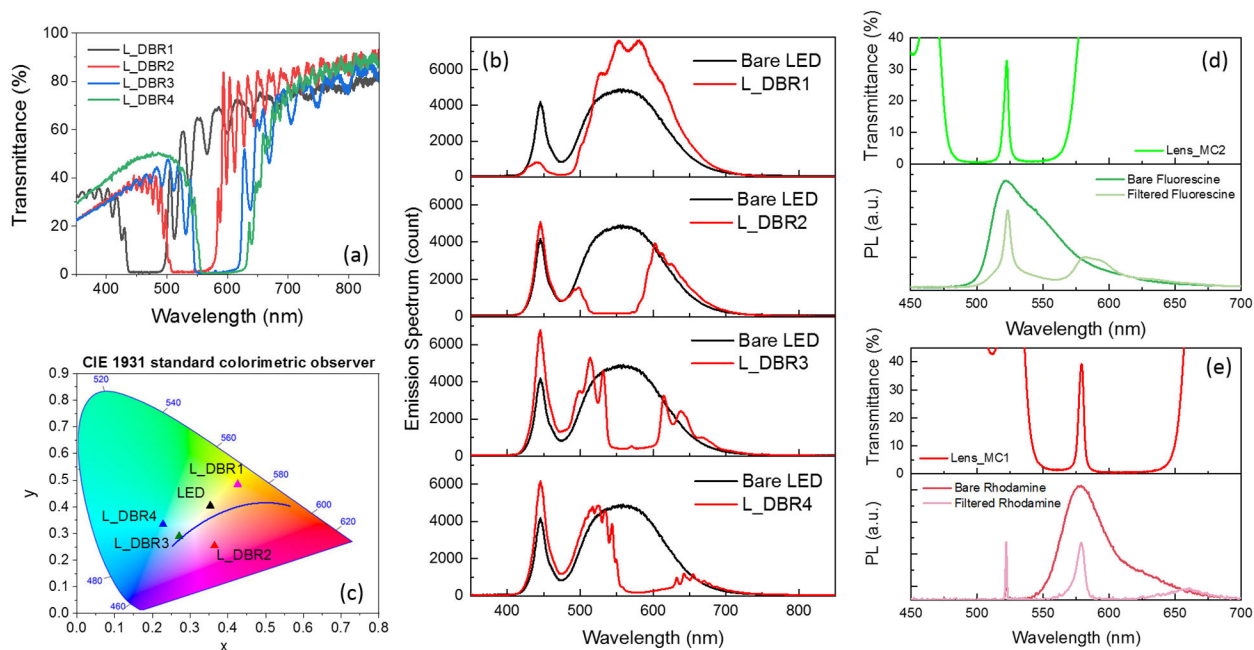 100
80
60
40
20
0
Transmittance (%)
L_DBR1
L_DBR2
L_DBR3
L_DBR4
(a)
400 500 600 700 800
Wavelength (nm)
CIE 1931 standard colorimetric observer
0.9
0.8
0.7
0.6
0.5
0.4
0.3
0.2
0.1
0.0
y
520
540
560
580
600
620
480
460
L_DBR1
LED
L_DBR4
L_DBR3
L_DBR2
(c)
0.0 0.1 0.2 0.3 0.4 0.5 0.6 0.7 0.8
x
(b)
Emission Spectrum (count)
6000
4000
2000
0
Bare LED
L_DBR1
6000
4000
2000
0
Bare LED
L_DBR2
6000
4000
2000
0
Bare LED
L_DBR3
6000
4000
2000
0
Bare LED
L_DBR4
400 500 600 700 800
Wavelength (nm)
(d)
Transmittance (%)
40
30
20
10
0
Lens_MC2
PL (a.u.)
Bare Fluorescine
Filtered Fluorescine
450 500 550 600 650 700
Wavelength (nm)
(e)
Transmittance (%)
40
30
20
10
0
Lens_MC1
PL (a.u.)
Bare Rhodamine
Filtered Rhodamine
450 500 550 600 650 700
Wavelength (nm)